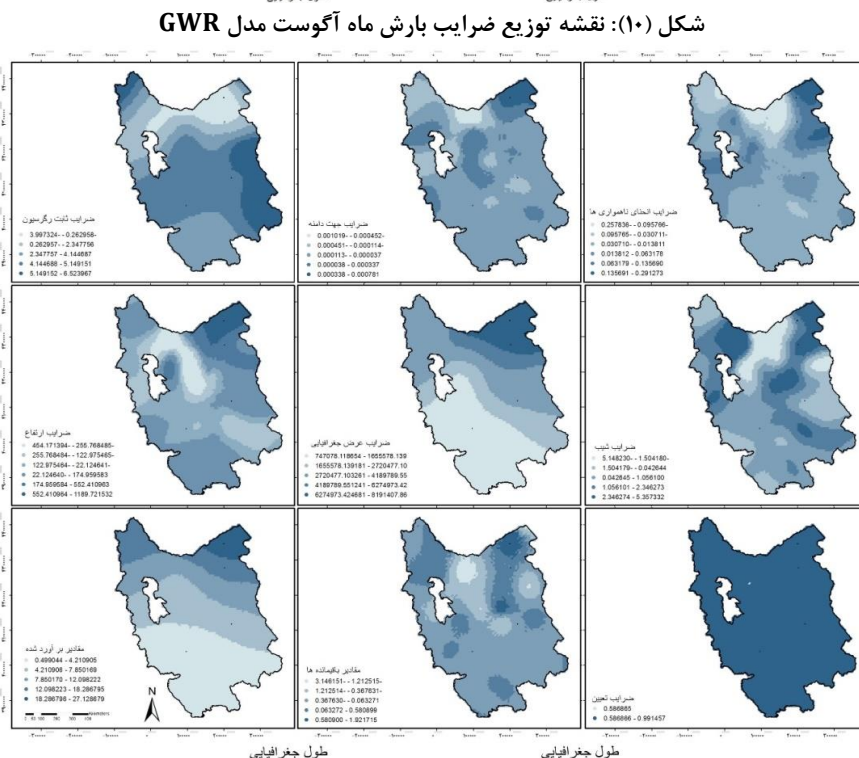 شکل (۱۰): نقشه توزیع ضرایب بارش ماه آگوست مدل GWR
ضرایب ثابت رگرسیون
3.997324- - 0.262958-
0.262957- - 2.347756
2.347757 - 4.144687
4.144688 - 5.149151
5.149152 - 6.523967
ضرایب جهت دامنه
0.001019- - 0.000452-
0.000451- - 0.000114-
0.000113- - 0.000037
0.000038 - 0.000337
0.000338 - 0.000781
ضرایب انحنای ناهمواری ها
0.257836- - 0.095766-
0.095765- - 0.030711-
0.030710- - 0.013811
0.013812 - 0.063178
0.063179 - 0.135690
0.135691 - 0.291273
ضرایب ارتفاع
464.171394- - 255.768485-
255.768484- - 122.975465-
122.975464- - 22.124641-
22.124640- - 174.959583
174.959584 - 552.410963
552.410964 - 1189.721532
ضرایب عرض جغرافیایی
747078.118654 - 1655578.139
1655578.139181 - 2720477.10
2720477.103261 - 4189789.55
4189789.551241 - 6274973.42
6274973.424681 - 8191407.86
ضرایب شیب
5.148230- - 1.504180-
1.504179- - 0.042644
0.042645 - 1.056100
1.056101 - 2.346273
2.346274 - 5.357332
مقادیر بر آورد شده
0.499044 - 4.210905
4.210906 - 7.850169
7.850170 - 12.098222
12.098223 - 18.286795
18.286796 - 27.128679
N
مقادیر باقیمانده ها
3.146151- - 1.212515-
1.212514 - 0.367631-
0.367630 - 0.063271
0.063272 - 0.580899
0.580900 - 1.921715
ضرایب تعیین
0.586885
0.586886 - 0.991457
طول جغرافیایی
طول جغرافیایی